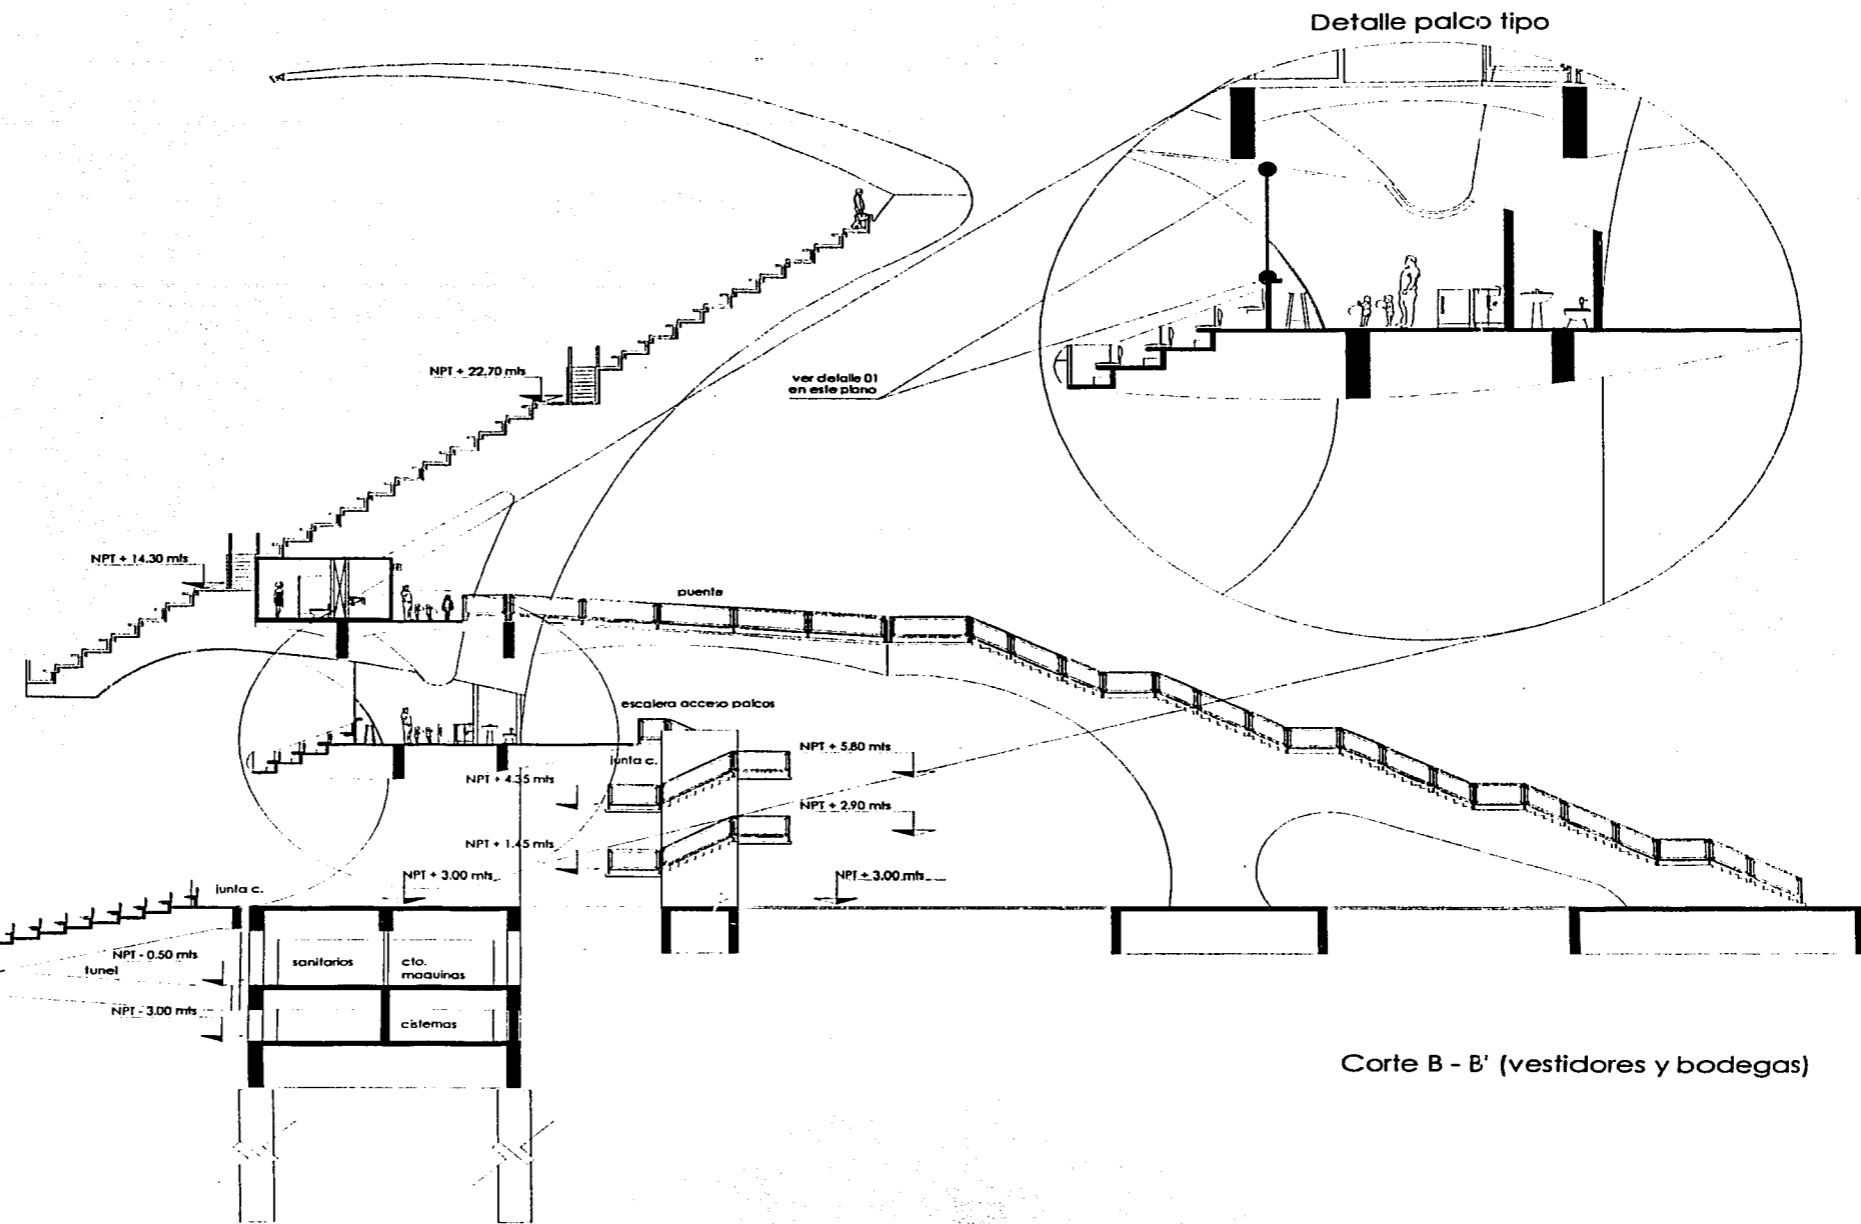 Detalle palco tipo
NPT + 22.70 mts
ver detalle 01
en este plano
NPT + 14.30 mts
puente
escalera acceso palcos
junta c.
NPT + 5.80 mts
NPT + 4.35 mts
NPT + 2.90 mts
NPT + 1.45 mts
NPT + 3.00 mts
NPT + 3.00 mts
junta c.
NPT - 0.50 mts
tunel
sanitarios
cto.
maquinas
NPT - 3.00 mts
cisternas
Corte B - B' (vestidores y bodegas)